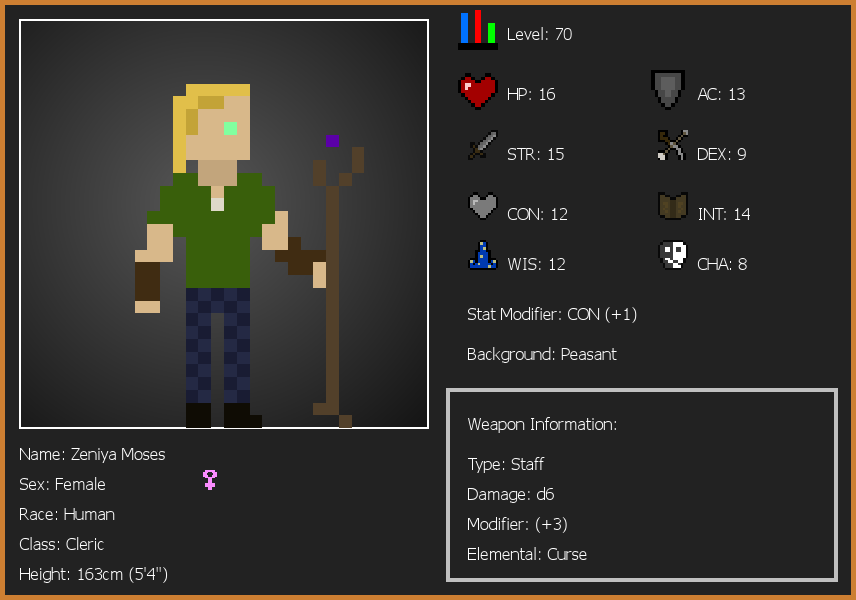 Level: 70
HP: 16
AC: 13
STR: 15
DEX: 9
CON: 12
INT: 14
WIS: 12
CHA: 8
Stat Modifier: CON (+1)
Background: Peasant
Weapon Information:
Type: Staff
Damage: d6
Modifier: (+3)
Elemental: Curse
Name: Zeniya Moses
Sex: Female
Race: Human
Class: Cleric
Height: 163cm (5'4")